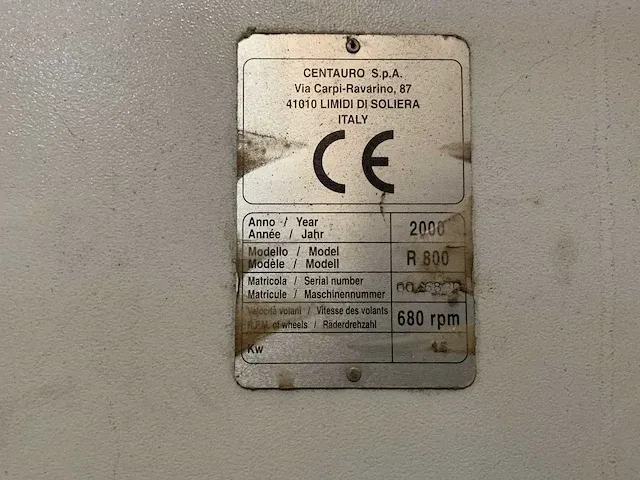 CENTAURO S.p.A.
Via Carpi-Ravarino, 87
41010 LIMIDI DI SOLIERA
ITALY
CE
Anno / Year
Année / Jahr
2000
Modello / Model
Modèle / Modell
R 800
Matricola / Serial number
Matricule / Maschinennummer
Velocità volani / Vitesse des volants
R.P.M. of wheels / Räderdrehzahl
680 rpm
Kw